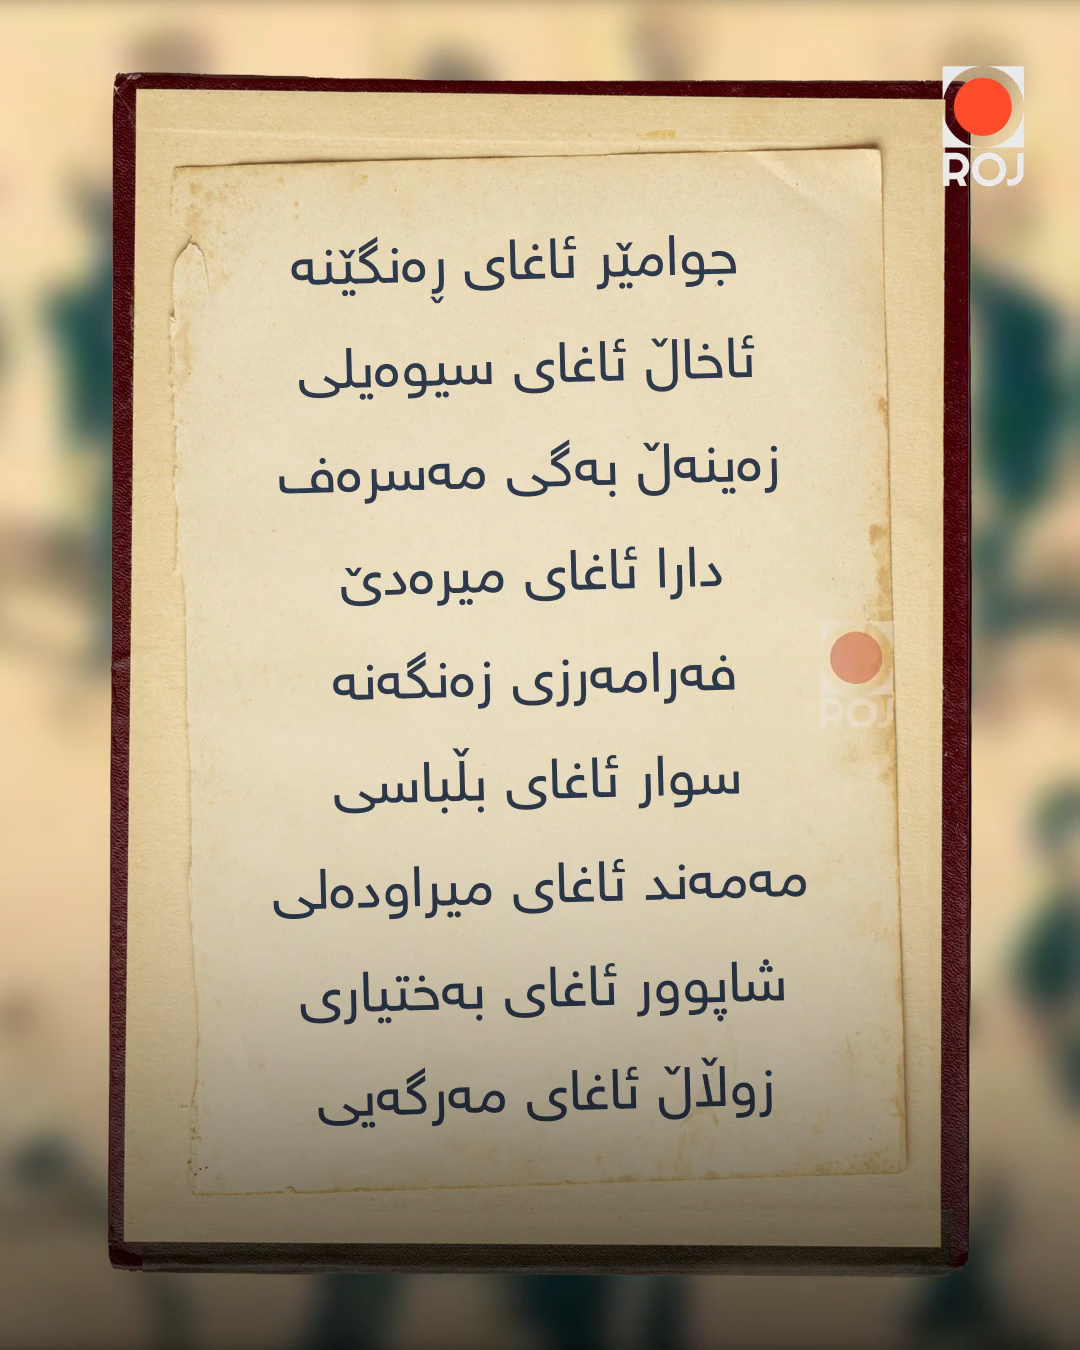 ROJ
جوامێر ئاغای ڕەنگێنە
ئاخاڵ ئاغای سیوەیلی
زەینەڵ بەگی مەسرەف
دارا ئاغای میرەدێ
فەرامەرزی زەنگەنە
ROJ
سوار ئاغای بڵباسی
مەمەند ئاغای میراودەلی
شاپوور ئاغای بەختیاری
زوڵاڵ ئاغای مەرگەیی